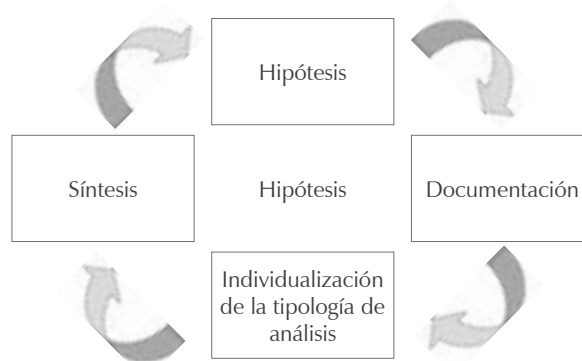 Hipótesis
Síntesis
Hipótesis
Documentación
Individualización
de la tipología de
análisis